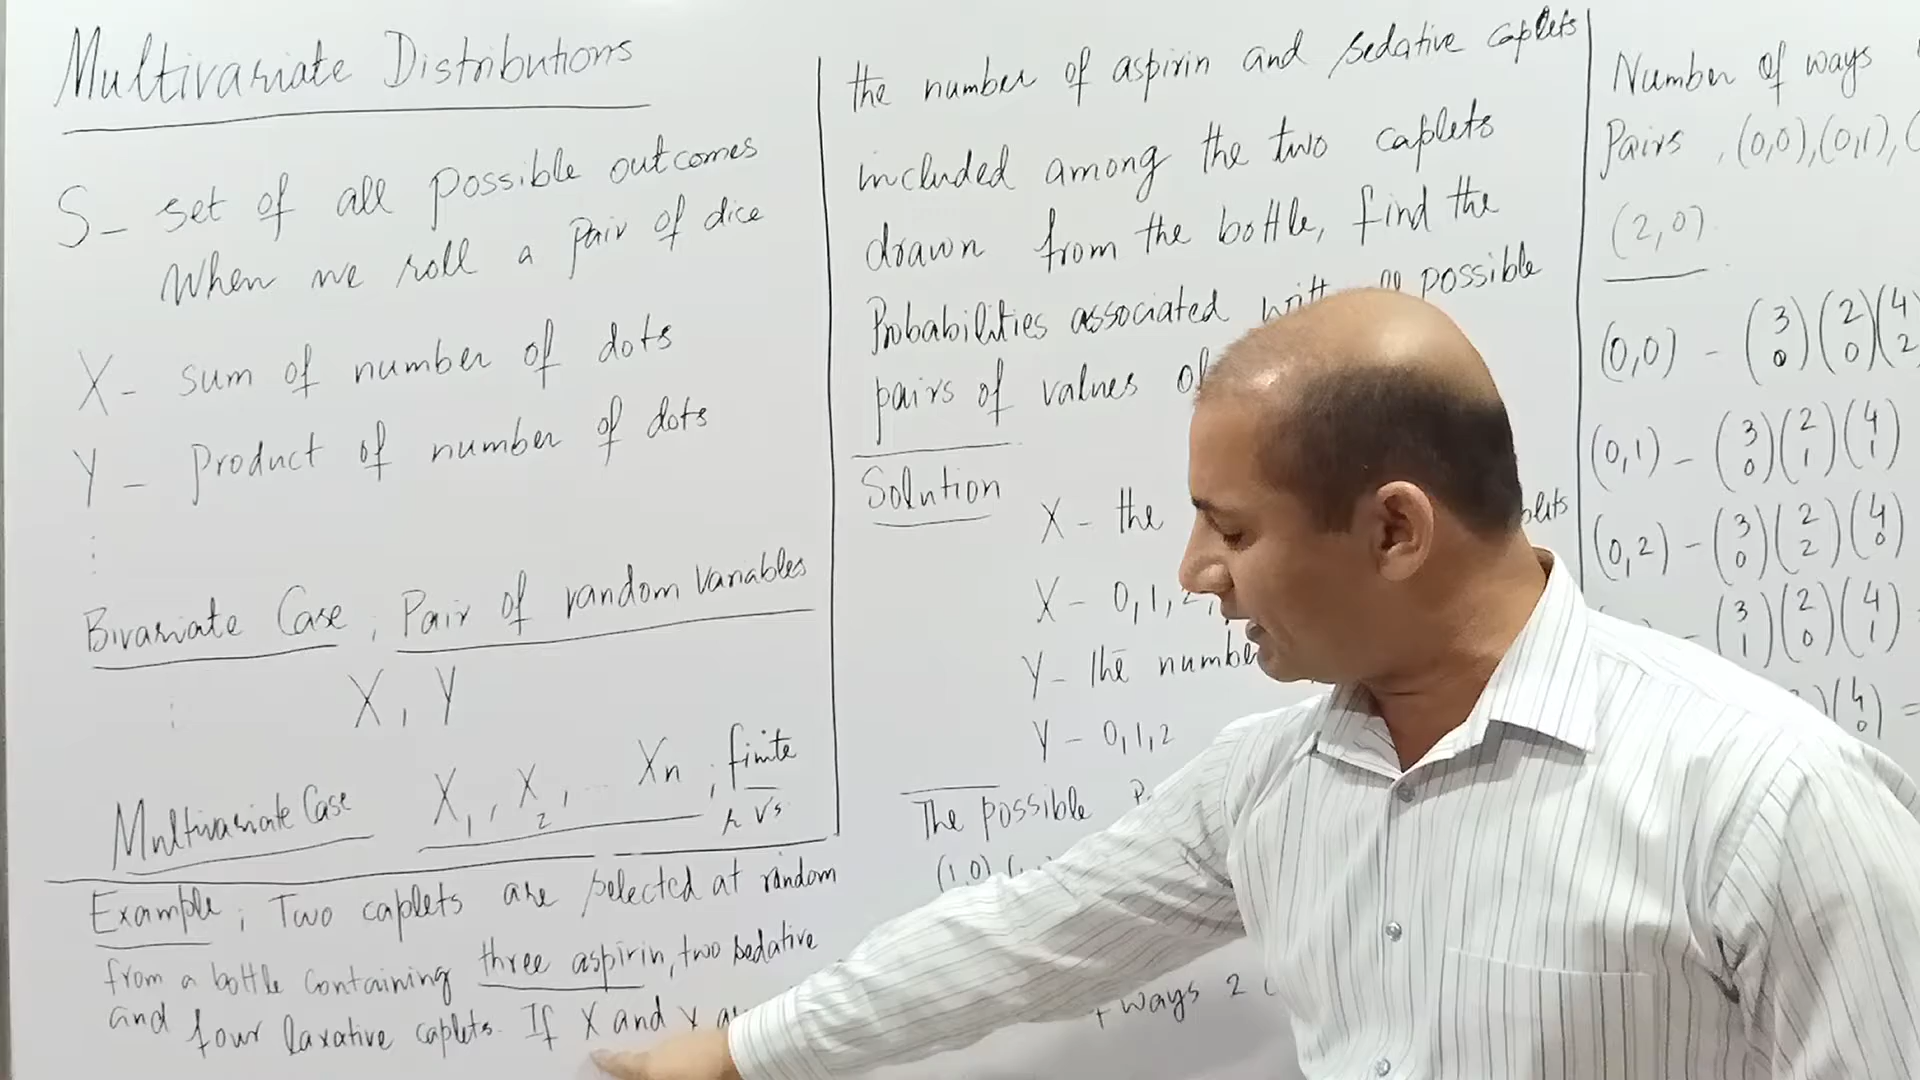 Multivariate Distributions
S- set of all possible outcomes
When we roll a pair of dice
X- sum of number of dots
Y- product of number of dots
Bivariate Case; Pair of random variables
X, Y
Multivariate Case X₁, X₂, ... Xn; finite
r vs
Example; Two caplets are selected at random
from a bottle containing three aspirin, two sedative
and four laxative caplets. If X and Y
the number of aspirin and sedative caplets
included among the two caplets
drawn from the bottle, find the
Probabilities associated with all possible
pairs of values of
Solution
X - the
X - 0, 1, 2,
Y - the number
Y - 0, 1, 2
The possible
(1,0)
ways 2
Number of ways
Pairs , (0,0), (0,1), (
(2,0).
(0,0) - (3 0)(2 0)(4 2
(0,1) - (3 0)(2 1)(4 1)
(0,2) - (3 0)(2 2)(4 0)
- (3 1)(2 0)(4 1) =
)(4 0) =